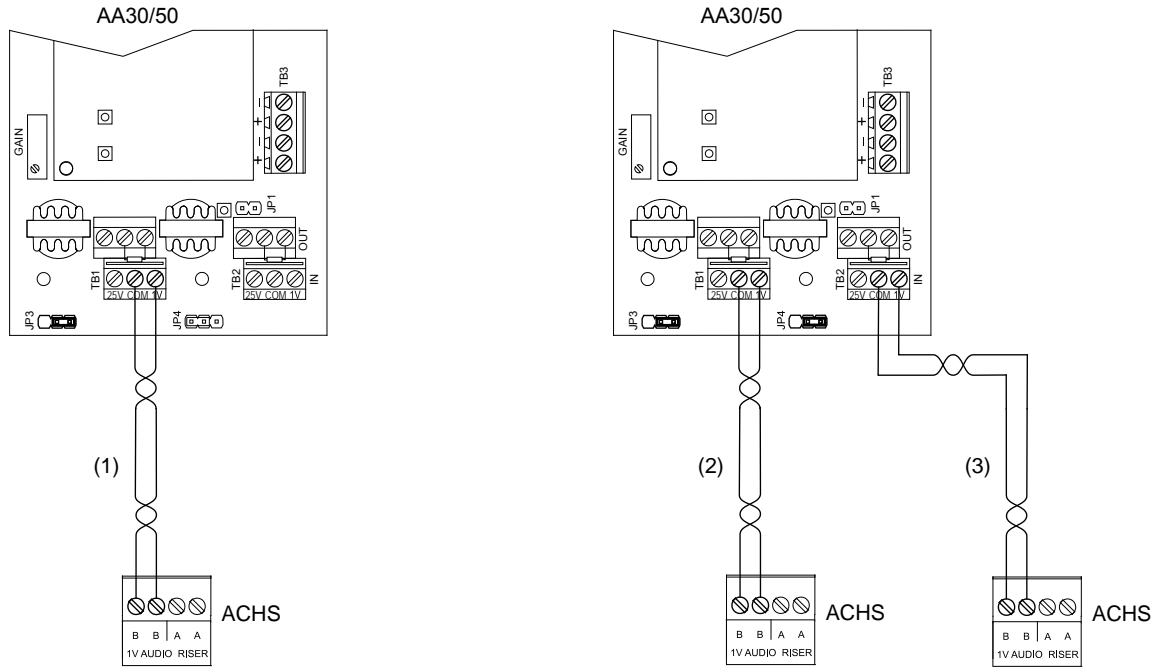 AA30/50
TB3
GAIN
–
+
–
+
JP1
OUT
TB1
25V COM 1V
TB2
25V COM 1V
IN
JP3
JP4
(1)
ACHS
B B A A
1V AUDIO RISER
AA30/50
TB3
GAIN
–
+
–
+
JP1
OUT
TB1
25V COM 1V
TB2
25V COM 1V
IN
JP3
JP4
(2)
(3)
ACHS
B B A A
1V AUDIO RISER
ACHS
B B A A
1V AUDIO RISER